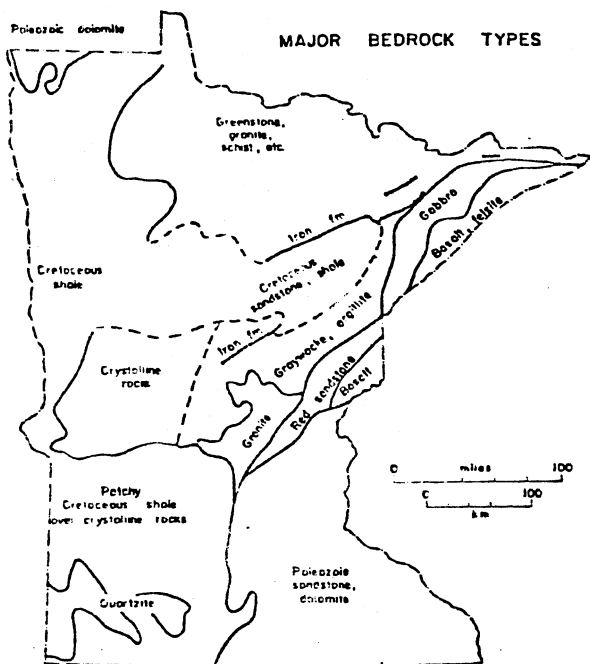 Paleozoic dolomite
MAJOR BEDROCK TYPES
Greenstone,
granite,
schist, etc.
Gabbro
Basalt, felsite
Iron fm
Cretaceous
sandstone, shale
Cretaceous
shale
Iron fm
Graywacke, argillite
Crystalline
rocks
Red sandstone
Basalt
Granite
0 miles 100
0 100
km
Patchy
Cretaceous shale
over crystalline rocks
Paleozoic
sandstone,
dolomite
Quartzite